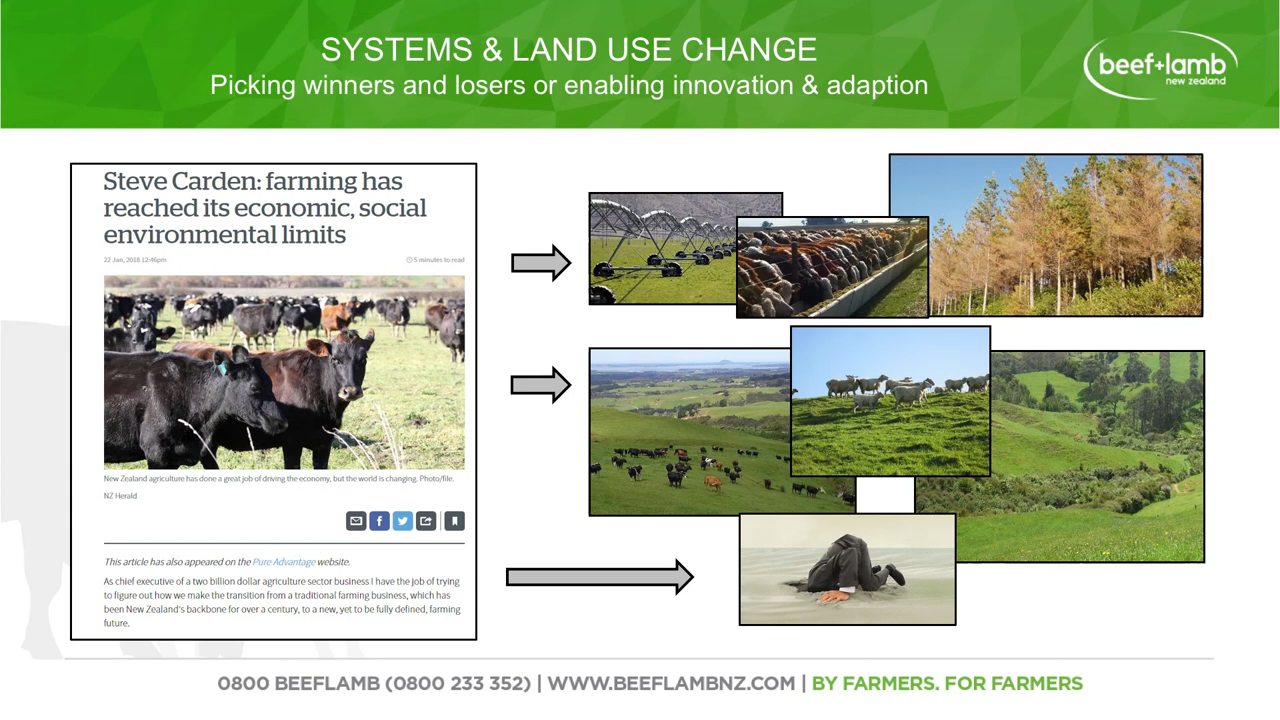 SYSTEMS & LAND USE CHANGE
Picking winners and losers or enabling innovation & adaption
beef+lamb
new zealand
Steve Carden: farming has
reached its economic, social
environmental limits
22 Jan, 2018 12:46pm
5 minutes to read
New Zealand agriculture has done a great job of driving the economy, but the world is changing. Photo/file.
NZ Herald
This article has also appeared on the Pure Advantage website.
As chief executive of a two billion dollar agriculture sector business I have the job of trying
to figure out how we make the transition from a traditional farming business, which has
been New Zealand's backbone for over a century, to a new, yet to be fully defined, farming
future.
0800 BEEFLAMB (0800 233 352) | WWW.BEEFLAMBNZ.COM | BY FARMERS. FOR FARMERS